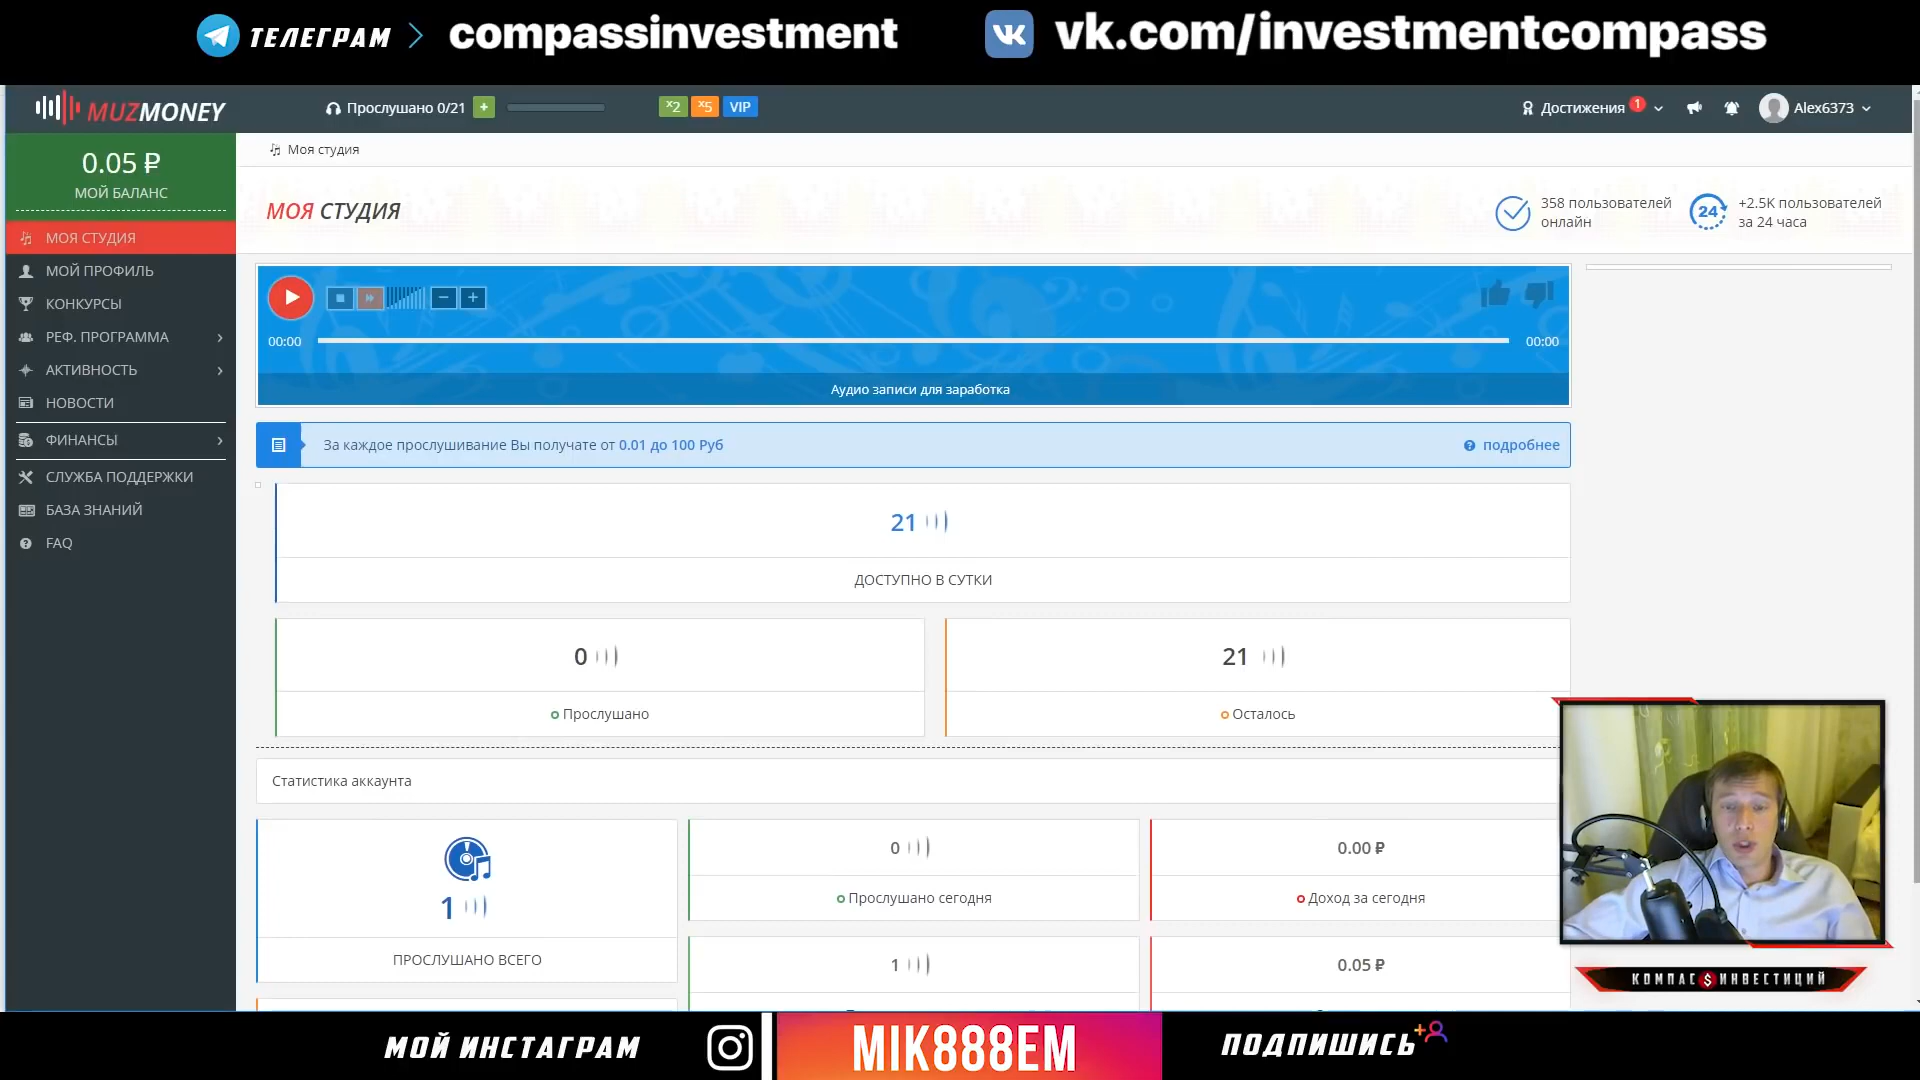 ТЕЛЕГРАМ > compassinvestment
vk.com/investmentcompass
MUZMONEY
Прослушано 0/21 +
x2 x5 VIP
Достижения 1
Alex6373
0.05 ₽
МОЙ БАЛАНС
МОЯ СТУДИЯ
МОЙ ПРОФИЛЬ
КОНКУРСЫ
РЕФ. ПРОГРАММА
АКТИВНОСТЬ
НОВОСТИ
ФИНАНСЫ
СЛУЖБА ПОДДЕРЖКИ
БАЗА ЗНАНИЙ
FAQ
Моя студия
МОЯ СТУДИЯ
358 пользователей
онлайн
24
+2.5K пользователей
за 24 часа
00:00
00:00
Аудио записи для заработка
За каждое прослушивание Вы получате от 0.01 до 100 Руб
подробнее
21
ДОСТУПНО В СУТКИ
0
Прослушано
21
Осталось
Статистика аккаунта
1
ПРОСЛУШАНО ВСЕГО
0
Прослушано сегодня
0.00 ₽
Доход за сегодня
1
0.05 ₽
КОМПАС $ ИНВЕСТИЦИЙ
МОЙ ИНСТАГРАМ
MIK888EM
ПОДПИШИСЬ